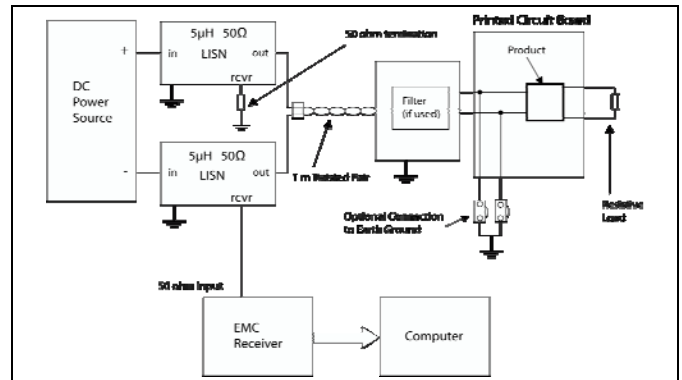 DC
Power
Source
+
-
5µH 50Ω
in LISN out
rcvr
50 ohm termination
5µH 50Ω
in LISN out
rcvr
1 m Twisted Pair
Filter
(if used)
Printed Circuit Board
Product
Resistive
Load
Optional Connection
to Earth Ground
50 ohm input
EMC
Receiver
Computer